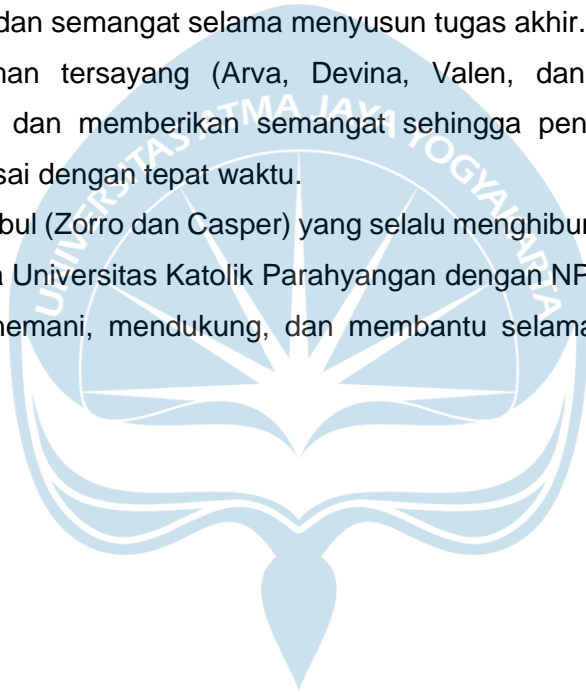 dan semangat selama menyusun tugas akhir.
nan tersayang (Arva, Devina, Valen, dan
dan memberikan semangat sehingga pen
sai dengan tepat waktu.
bul (Zorro dan Casper) yang selalu menghibur
a Universitas Katolik Parahyangan dengan NP
nemani, mendukung, dan membantu selama
UNIVERSITAS ATMA JAYA YOGYAKARTA